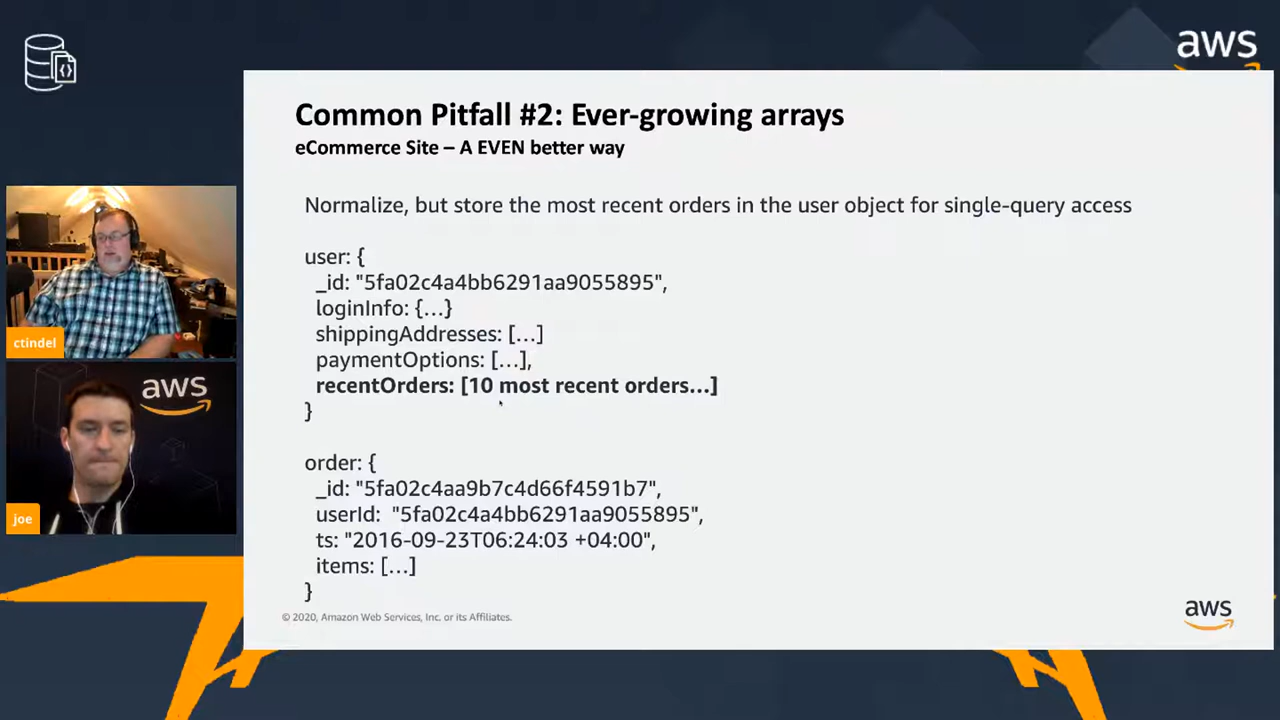 aws
Common Pitfall #2: Ever-growing arrays
eCommerce Site – A EVEN better way
Normalize, but store the most recent orders in the user object for single-query access
user: {
_id: "5fa02c4a4bb6291aa9055895",
loginInfo: {…}
shippingAddresses: […]
paymentOptions: […],
recentOrders: [10 most recent orders…]
}
order: {
_id: "5fa02c4aa9b7c4d66f4591b7",
userId: "5fa02c4a4bb6291aa9055895",
ts: "2016-09-23T06:24:03 +04:00",
items: […]
}
© 2020, Amazon Web Services, Inc. or its Affiliates.
aws
ctindel
aws
joe